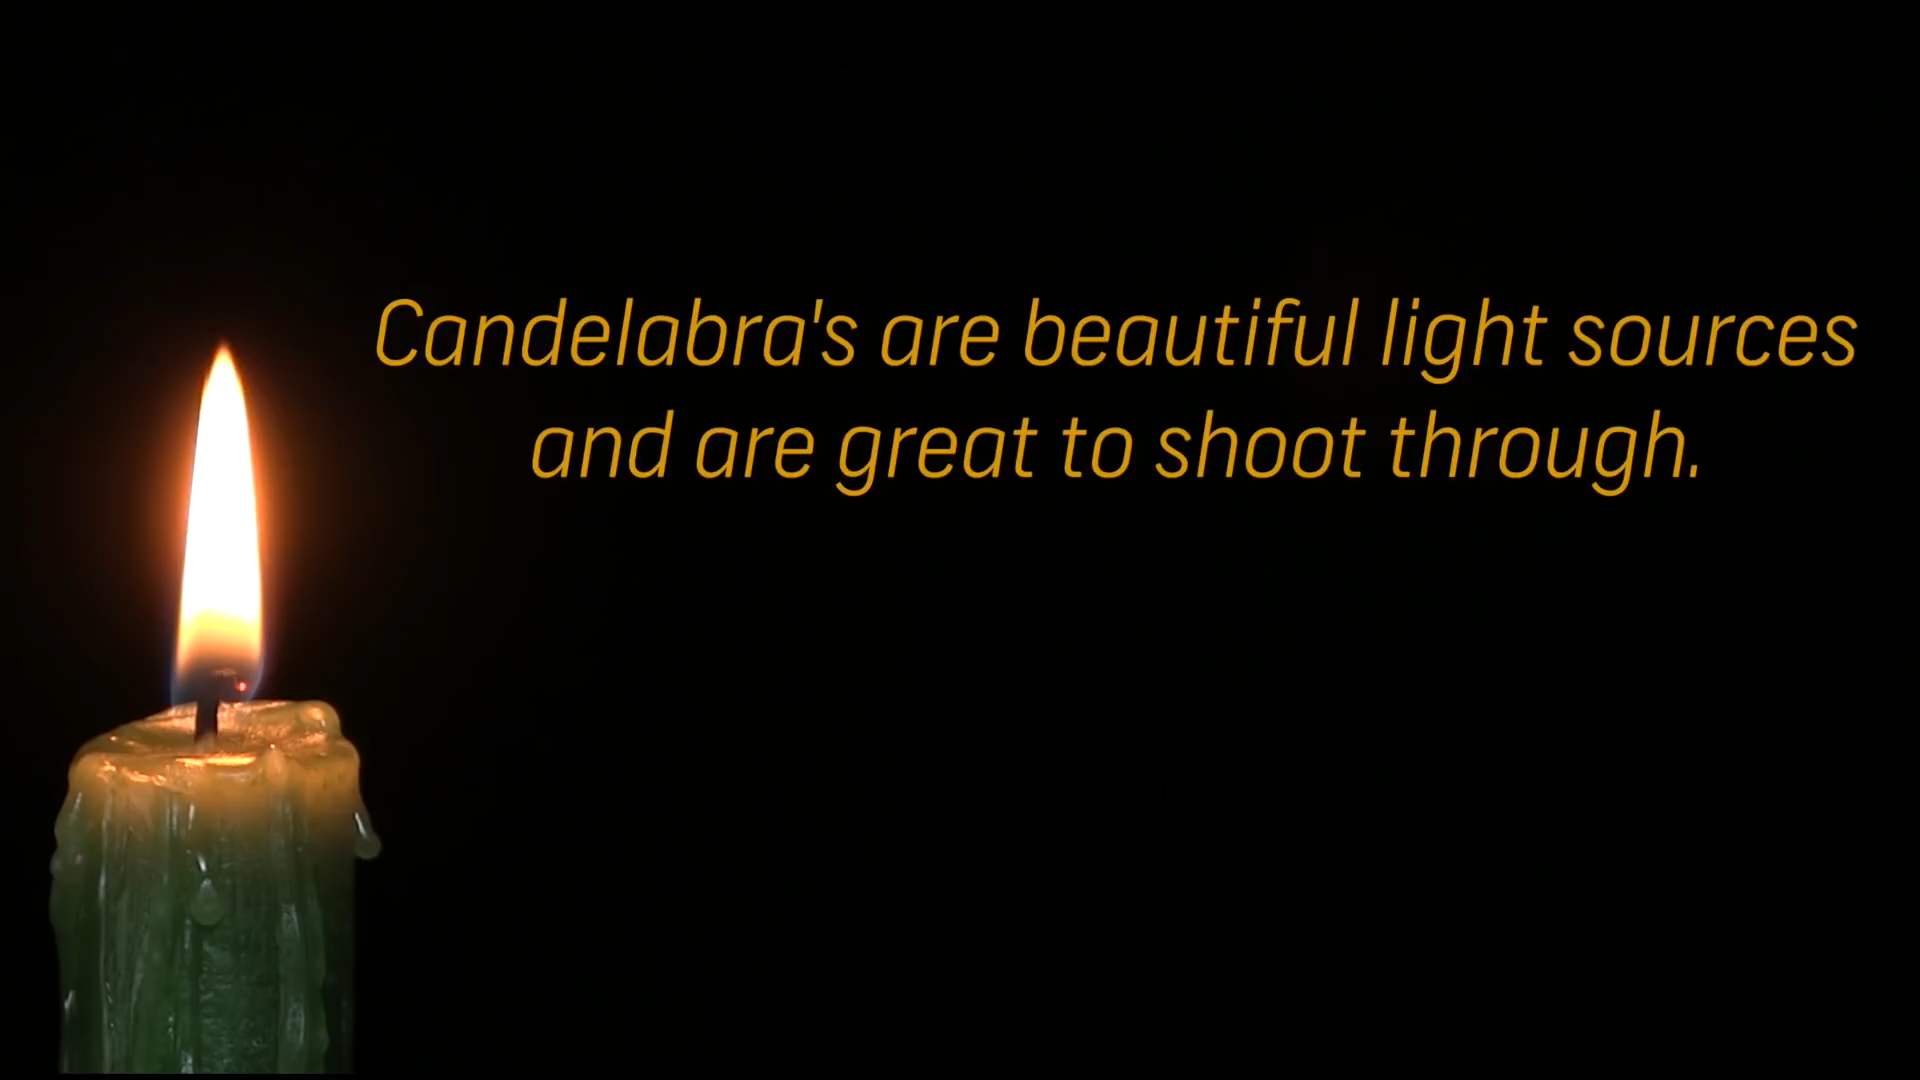 Candelabra's are beautiful light sources
and are great to shoot through.